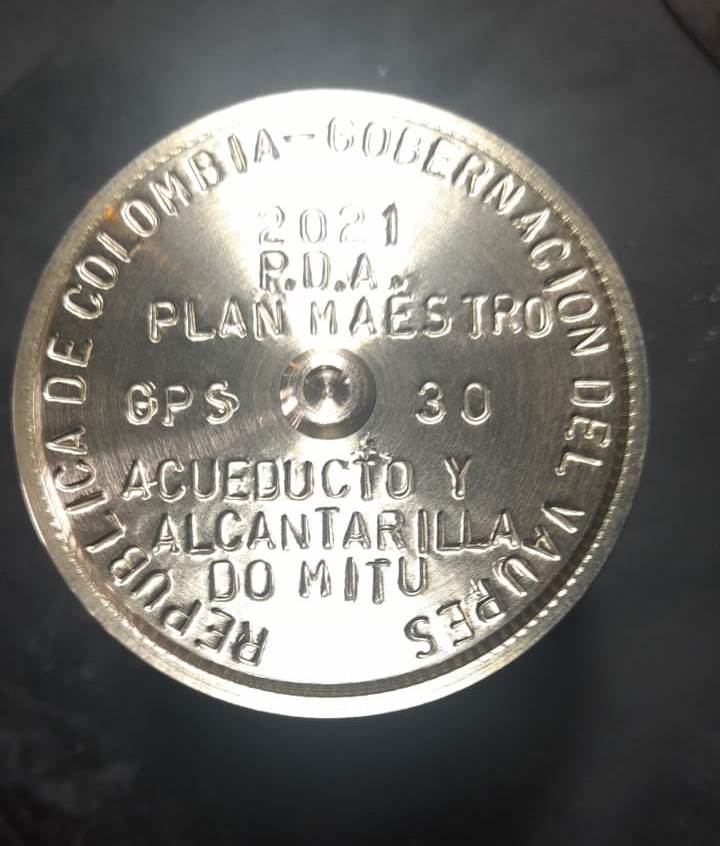 REPUBLICA DE COLOMBIA-GOBERNACION DEL VAUPES
2021
P.D.A.
PLAN MAESTRO
GPS 30
ACUEDUCTO Y
ALCANTARILLA
DO MITU